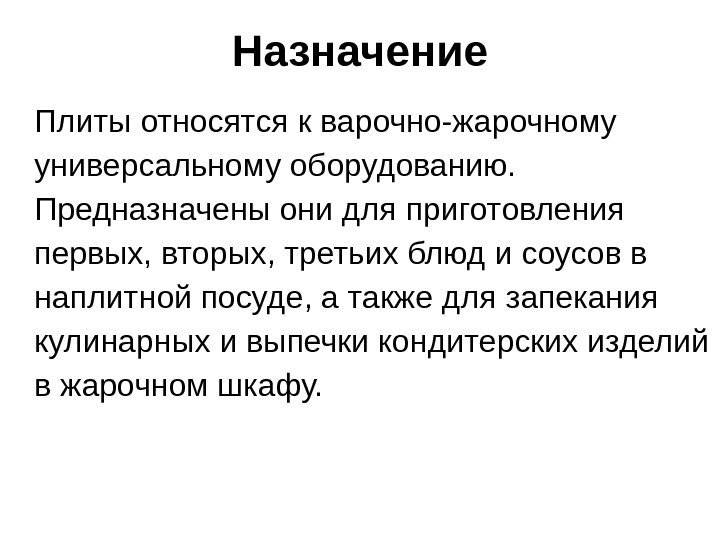 Назначение
Плиты относятся к варочно-жарочному
универсальному оборудованию.
Предназначены они для приготовления
первых, вторых, третьих блюд и соусов в
наплитной посуде, а также для запекания
кулинарных и выпечки кондитерских изделий
в жарочном шкафу.